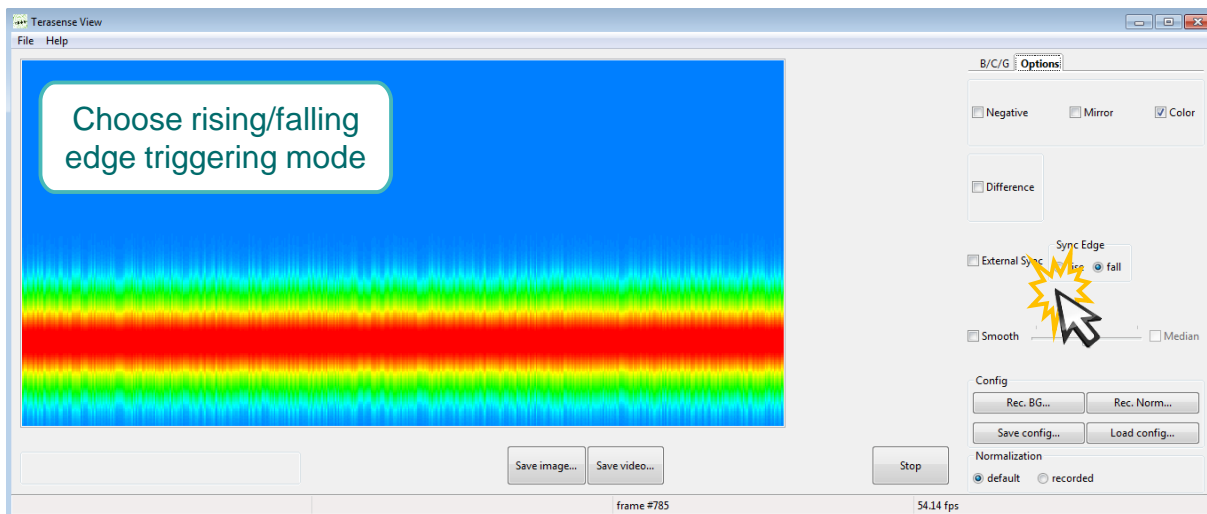 Terasense View
File Help
B/C/G Options
Choose rising/falling
edge triggering mode
Negative Mirror Color
Difference
Sync Edge
External Sync fall
Smooth Median
Config
Rec. BG... Rec. Norm...
Save config... Load config...
Save image... Save video... Stop
Normalization
default recorded
frame #785 54.14 fps